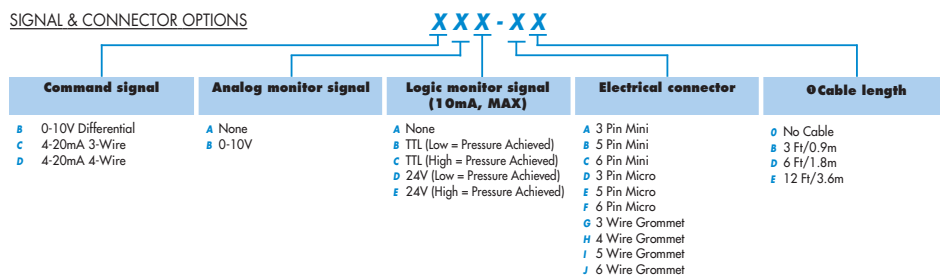 SIGNAL & CONNECTOR OPTIONS
X X X - X X
Command signal
B 0-10V Differential
C 4-20mA 3-Wire
D 4-20mA 4-Wire
Analog monitor signal
A None
B 0-10V
Logic monitor signal
(10mA, MAX)
A None
B TTL (Low = Pressure Achieved)
C TTL (High = Pressure Achieved)
D 24V (Low = Pressure Achieved)
E 24V (High = Pressure Achieved)
Electrical connector
A 3 Pin Mini
B 5 Pin Mini
C 6 Pin Mini
D 3 Pin Micro
E 5 Pin Micro
F 6 Pin Micro
G 3 Wire Grommet
H 4 Wire Grommet
I 5 Wire Grommet
J 6 Wire Grommet
❶Cable length
0 No Cable
B 3 Ft/0.9m
D 6 Ft/1.8m
E 12 Ft/3.6m